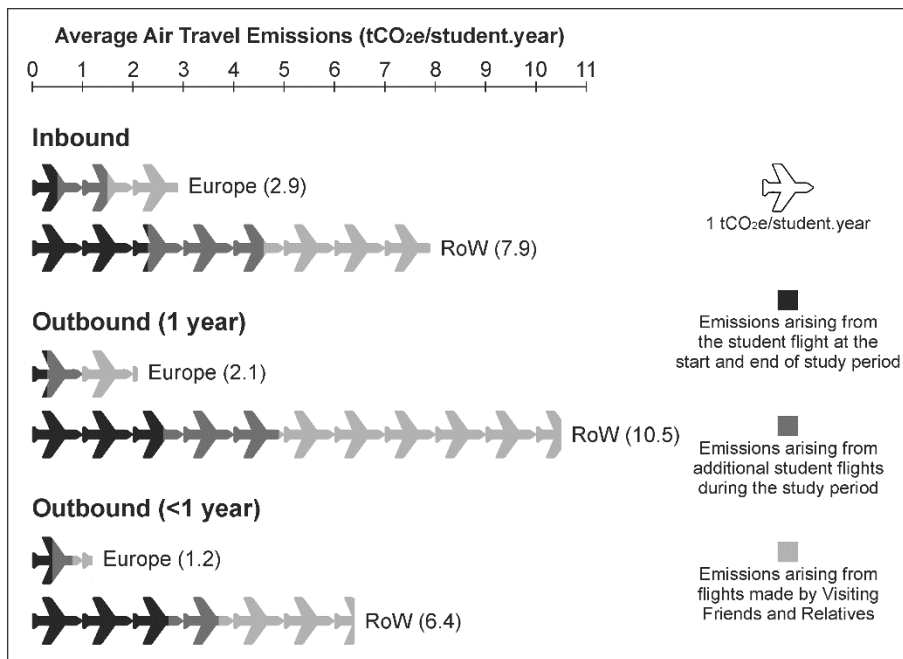 Average Air Travel Emissions (tCO₂e/student.year)
0 1 2 3 4 5 6 7 8 9 10 11
Inbound
Europe (2.9)
RoW (7.9)
Outbound (1 year)
Europe (2.1)
RoW (10.5)
Outbound (<1 year)
Europe (1.2)
RoW (6.4)
1 tCO₂e/student.year
Emissions arising from
the student flight at the
start and end of study period
Emissions arising from
additional student flights
during the study period
Emissions arising from
flights made by Visiting
Friends and Relatives